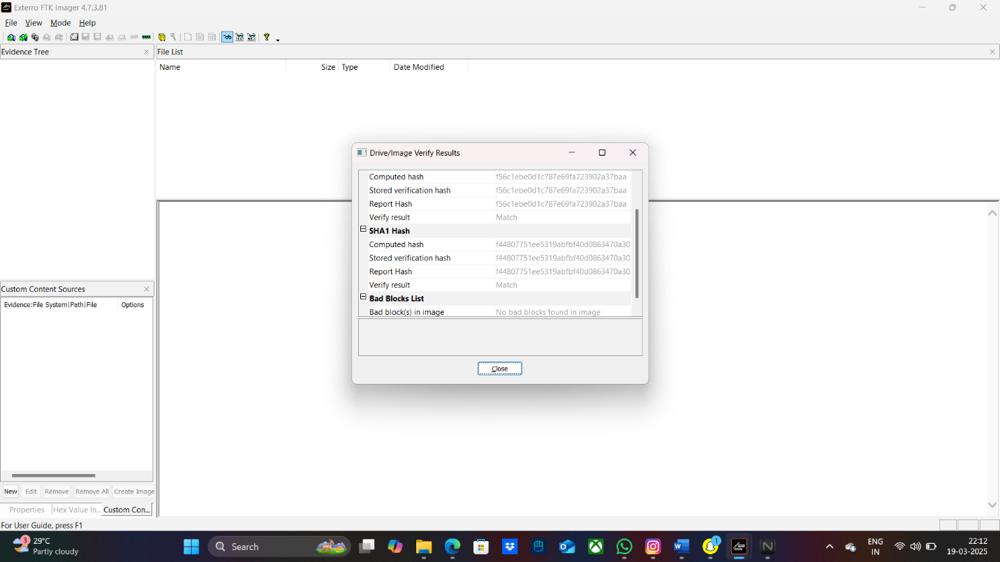 Exterro FTK Imager 4.7.3.81
File View Mode Help
Evidence Tree
File List
Name Size Type Date Modified
Drive/Image Verify Results
Computed hash f56c1ebe0d1c787e69fa723902a37baa
Stored verification hash f56c1ebe0d1c787e69fa723902a37baa
Report Hash f56c1ebe0d1c787e69fa723902a37baa
Verify result Match
SHA1 Hash
Computed hash f44807751ee5319abfbf40d0863470a30
Stored verification hash f44807751ee5319abfbf40d0863470a30
Report Hash f44807751ee5319abfbf40d0863470a30
Verify result Match
Bad Blocks List
Bad block(s) in image No bad blocks found in image
Close
Custom Content Sources
Evidence:File System|Path|File Options
New Edit Remove Remove All Create Image
Properties Hex Value In... Custom Con...
For User Guide, press F1
3 29°C
Partly cloudy
Search
1
ENG
IN
22:12
19-03-2025